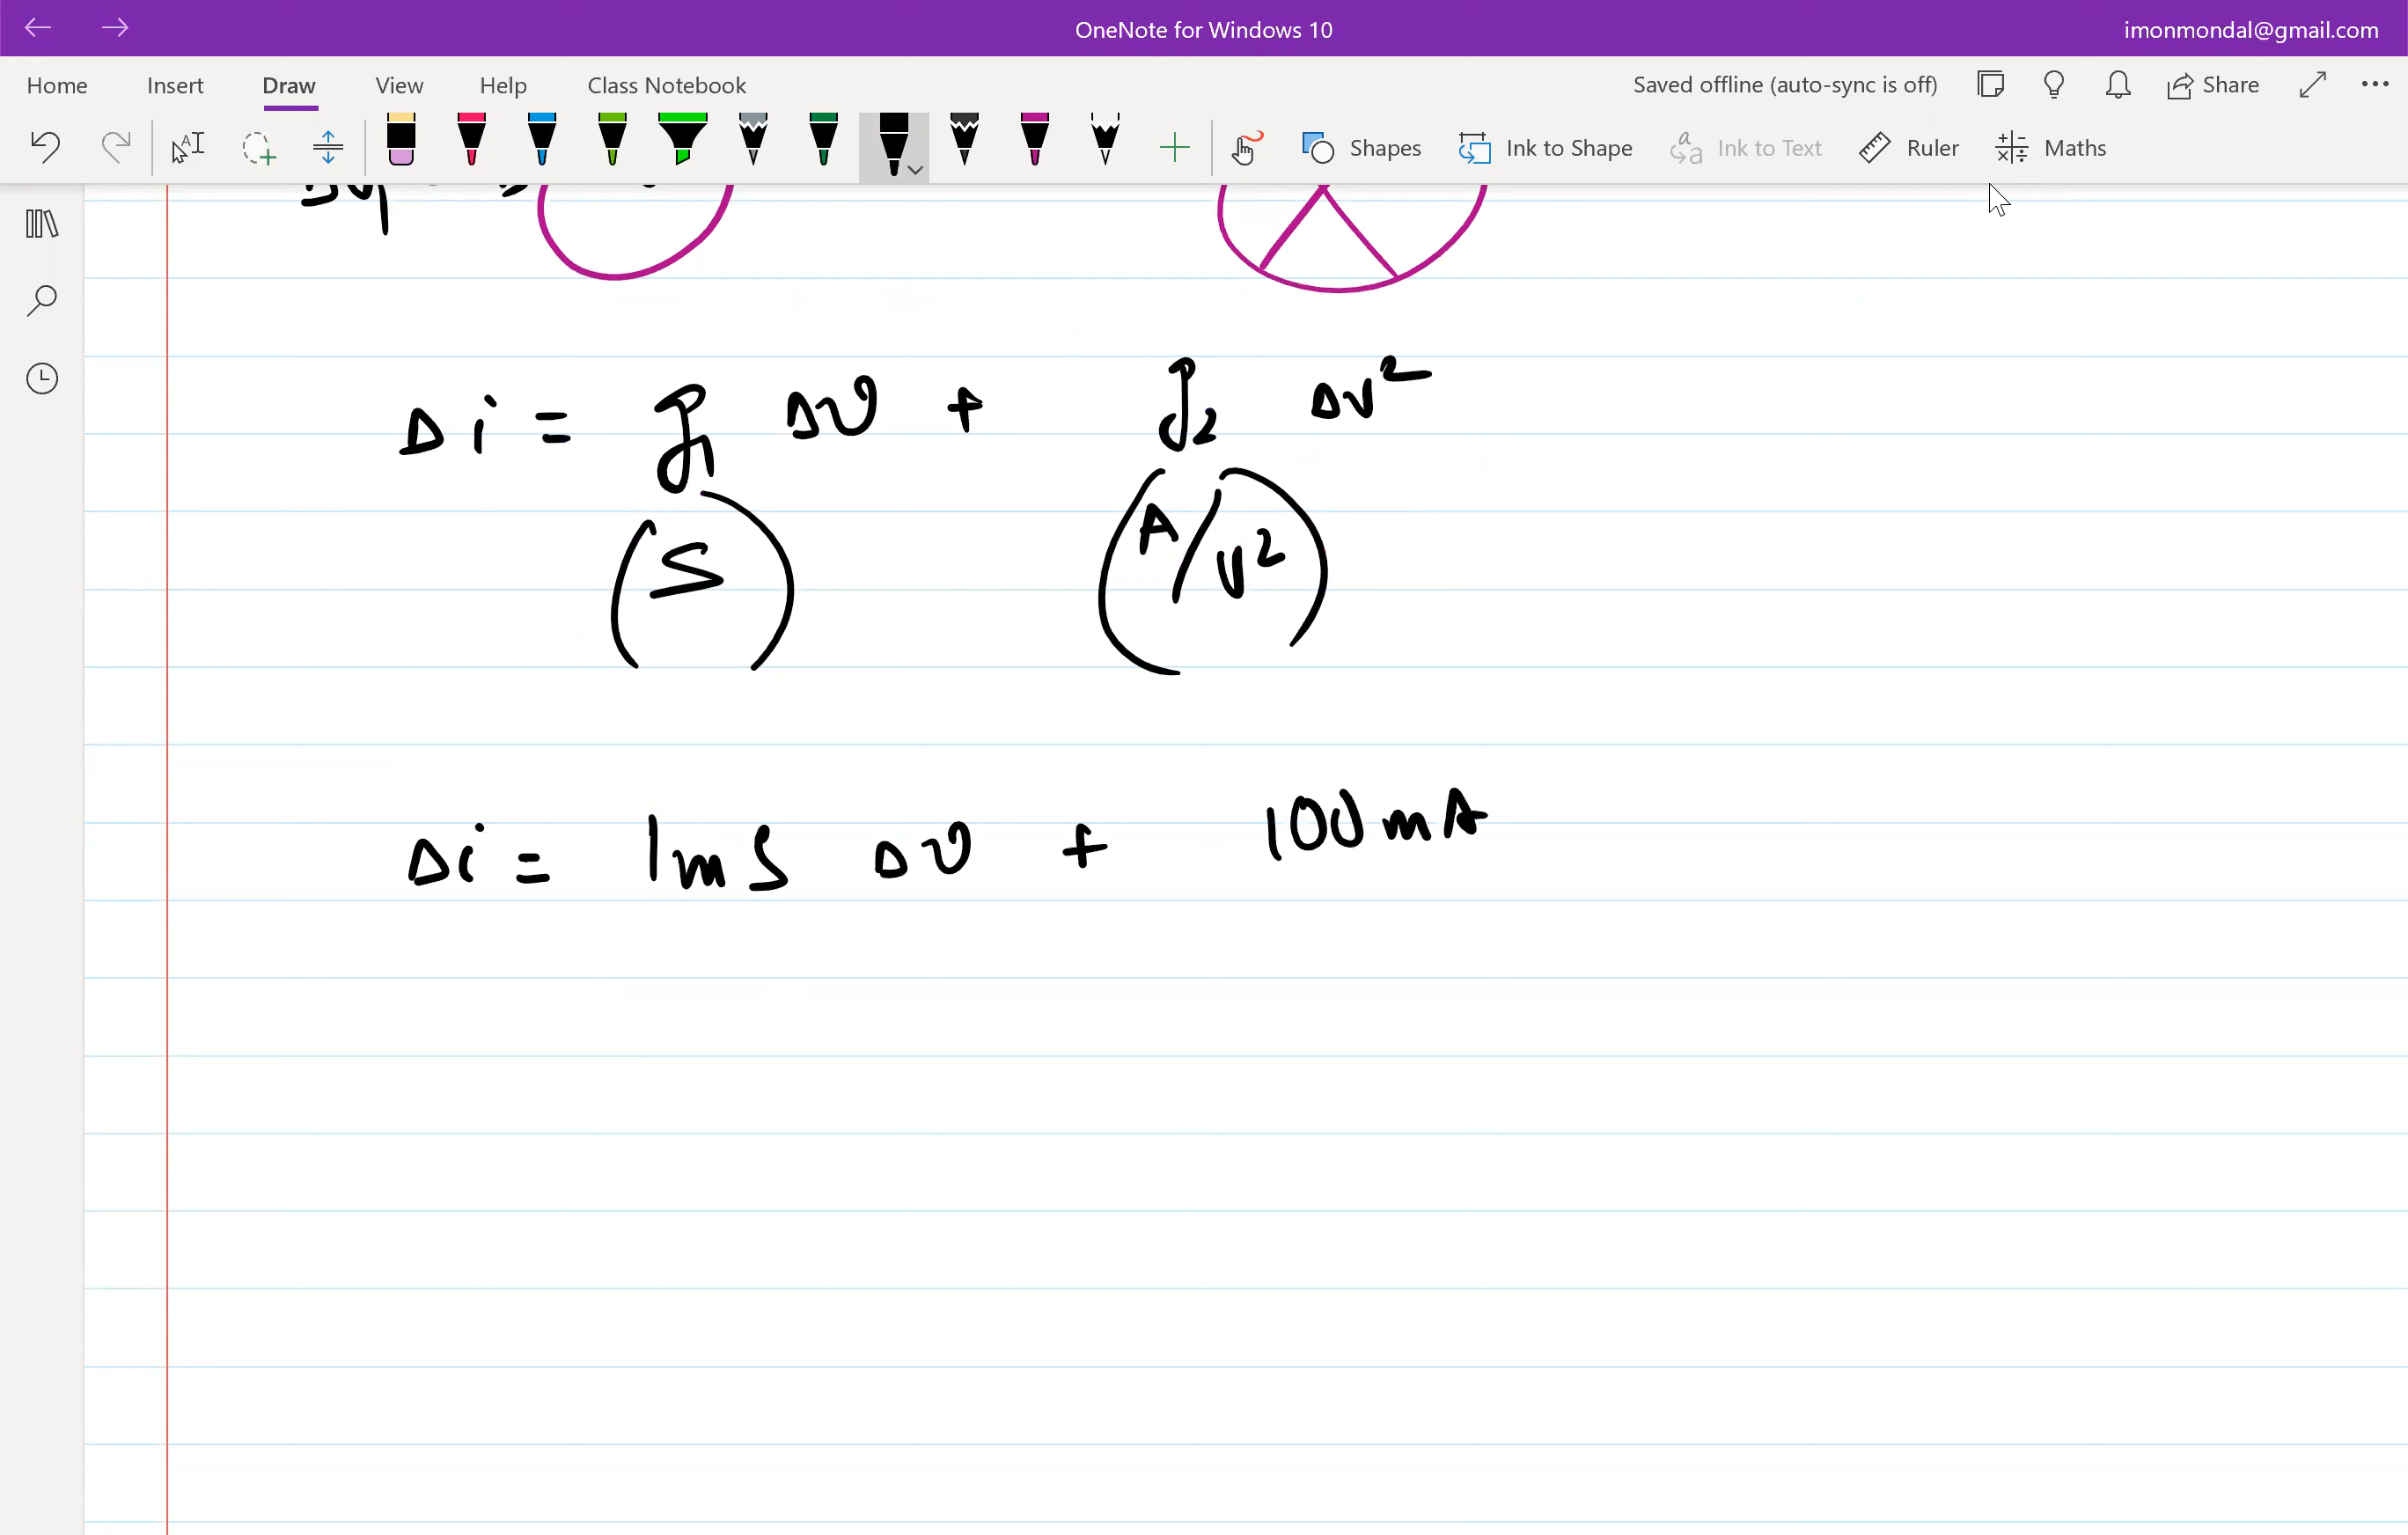 OneNote for Windows 10 imonmondal@gmail.com
Home Insert Draw View Help Class Notebook Saved offline (auto-sync is off) Share
Shapes Ink to Shape Ink to Text Ruler Maths
Δi = g₁ Δv + g₂ Δv²
(S) (A/V²)
Δi = 1mS Δv + 100mA